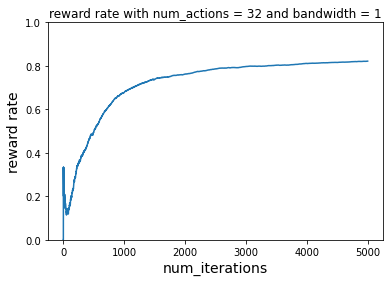 reward rate with num_actions = 32 and bandwidth = 1
1.0
0.8
0.6
0.4
0.2
0.0
reward rate
0 1000 2000 3000 4000 5000
num_iterations